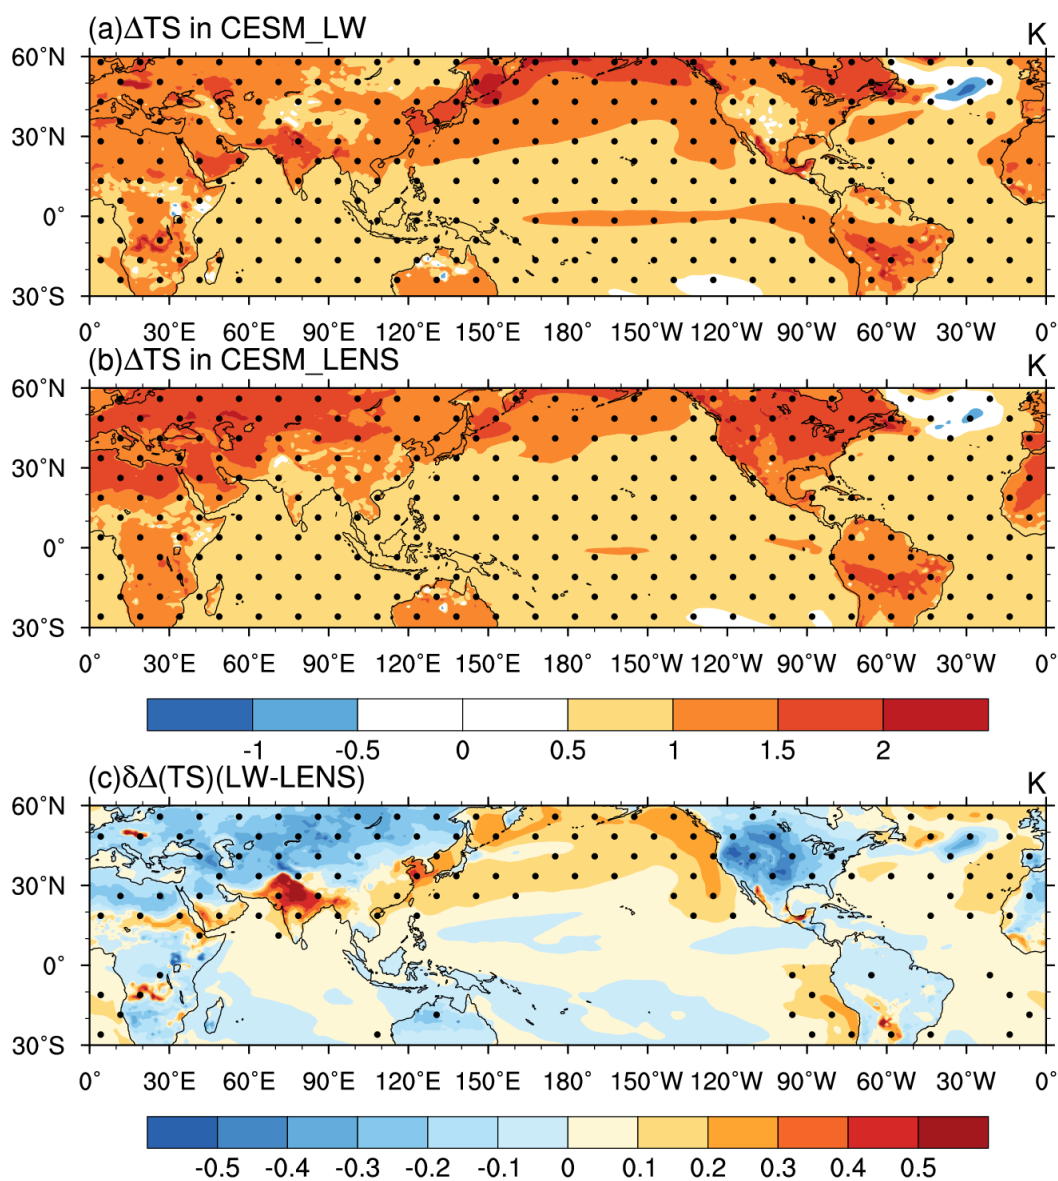 (a)ΔTS in CESM_LW K
60°N
30°N
0°
30°S
0° 30°E 60°E 90°E 120°E 150°E 180° 150°W 120°W 90°W 60°W 30°W 0°
(b)ΔTS in CESM_LENS K
60°N
30°N
0°
30°S
0° 30°E 60°E 90°E 120°E 150°E 180° 150°W 120°W 90°W 60°W 30°W 0°
-1 -0.5 0 0.5 1 1.5 2
(c)δΔ(TS)(LW-LENS) K
60°N
30°N
0°
30°S
0° 30°E 60°E 90°E 120°E 150°E 180° 150°W 120°W 90°W 60°W 30°W 0°
-0.5 -0.4 -0.3 -0.2 -0.1 0 0.1 0.2 0.3 0.4 0.5